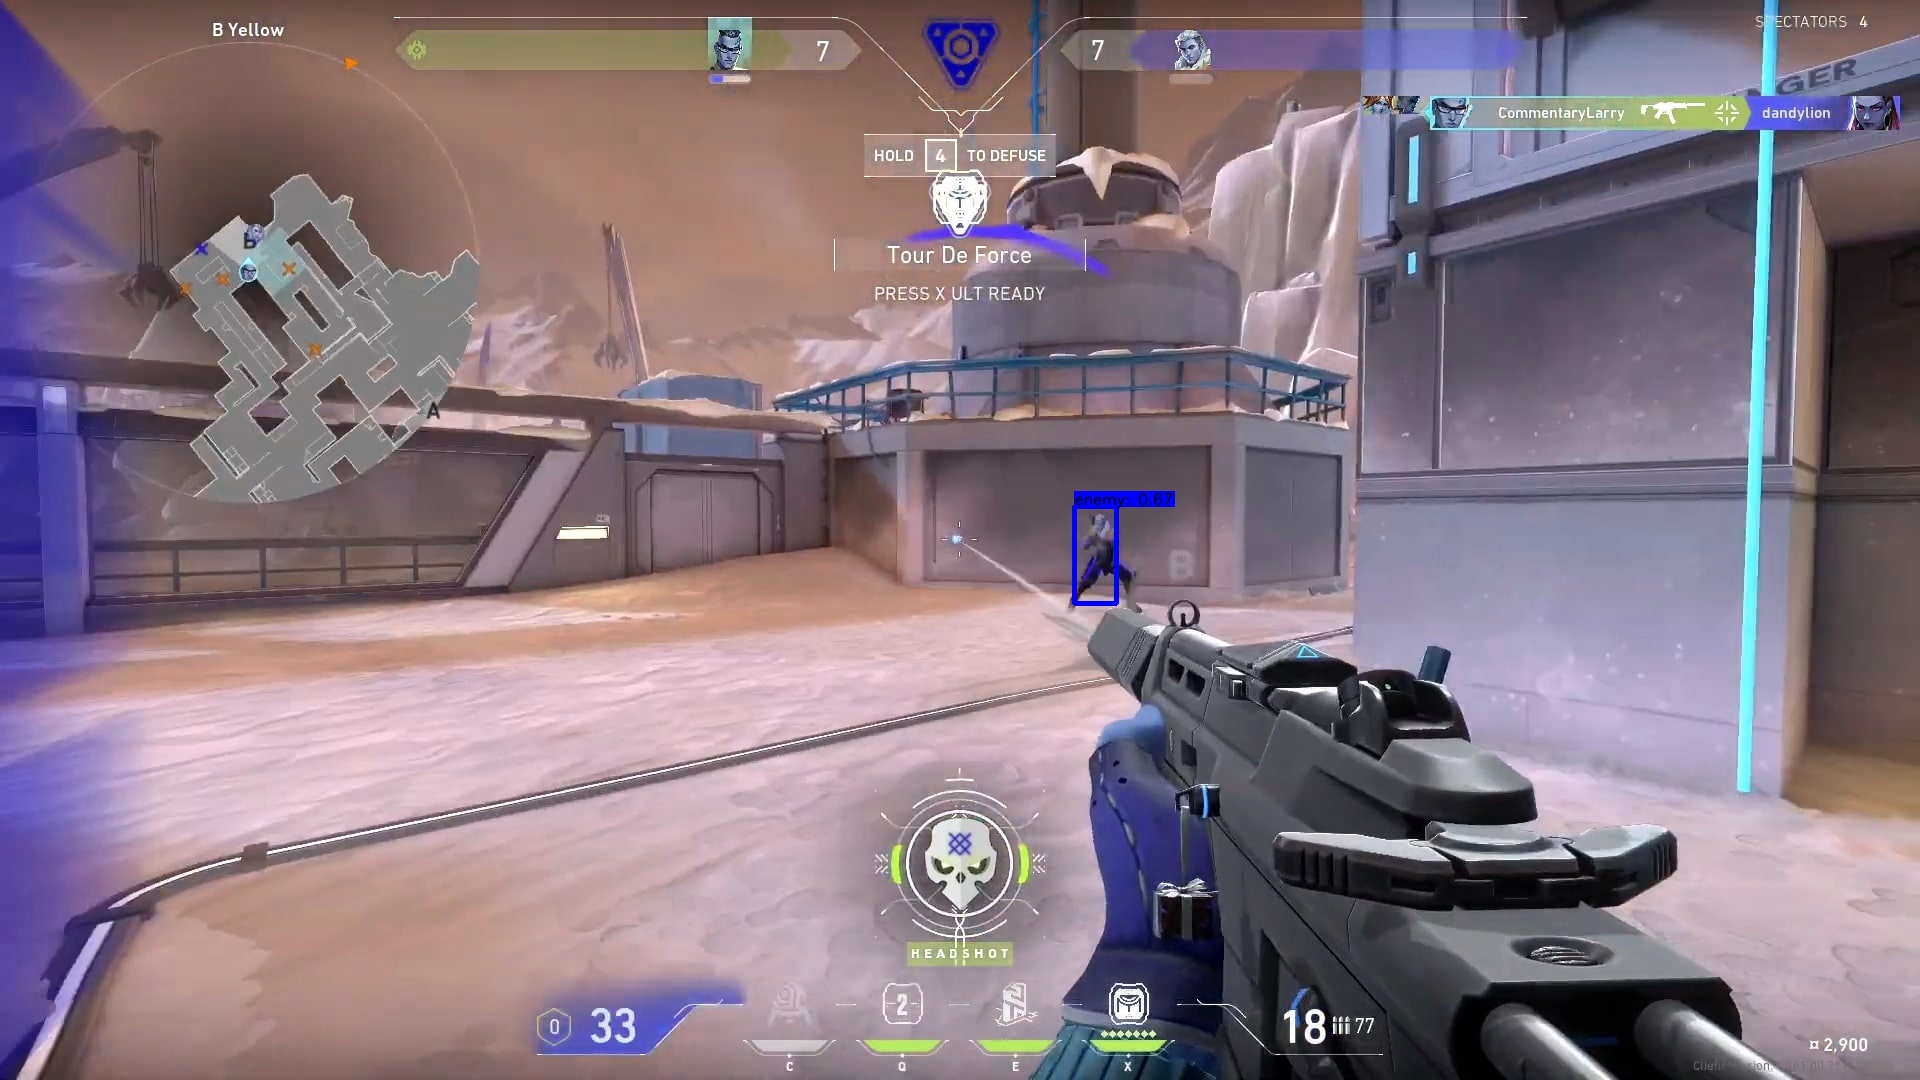 B Yellow
7
7
SPECTATORS 4
CommentaryLarry
dandylion
HOLD 4 TO DEFUSE
Tour De Force
PRESS X ULT READY
B
A
enemy: 0.67
B
HEADSHOT
0 33
2
18 77
C
Q
E
X
¤ 2,900